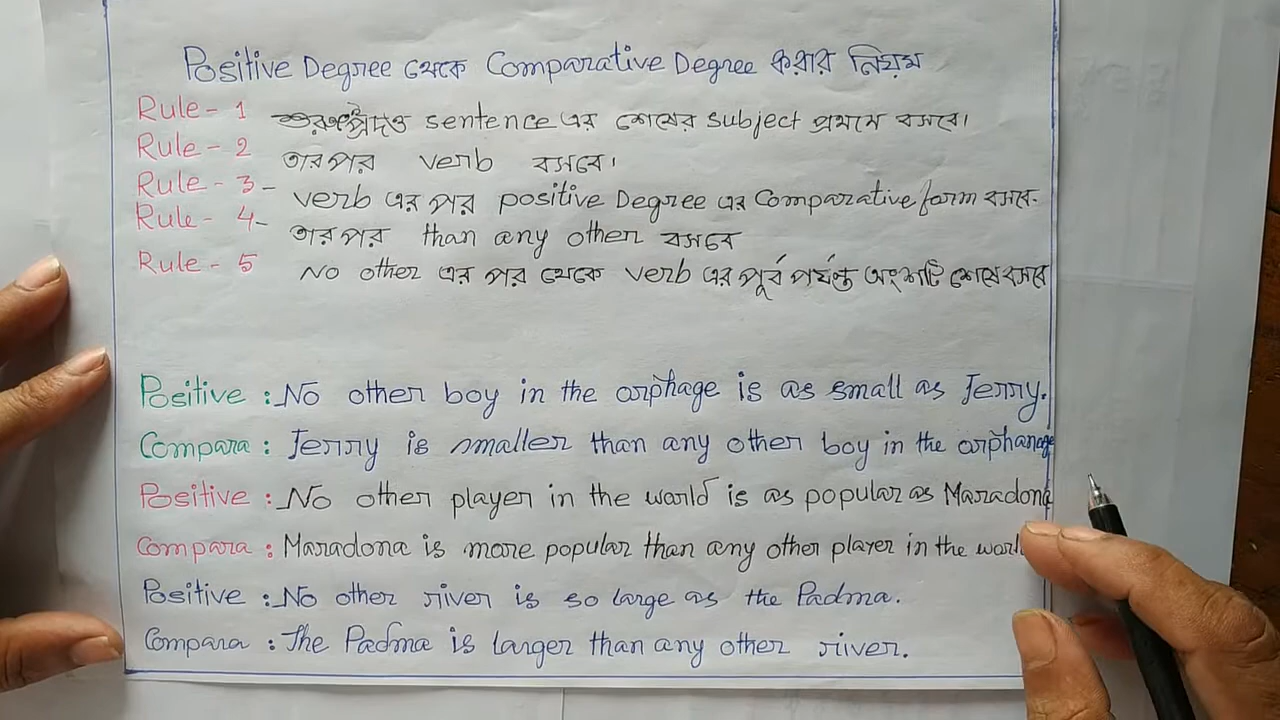 Positive Degree থেকে Comparative Degree করার নিয়ম
Rule - 1 প্রদত্ত sentence এর শেষের subject প্রথমে বসবে।
Rule - 2 তারপর verb বসবে।
Rule - 3 - verb এর পর positive Degree এর Comparative form বসবে.
Rule - 4 - তারপর than any other বসবে
Rule - 5 No other এর পর থেকে verb এর পূর্ব পর্যন্ত অংশটি শেষে বসবে
Positive : No other boy in the orphage is as small as Jerry.
Compara : Jerry is smaller than any other boy in the orphanage
Positive : No other player in the world is as popular as Maradona
Compara : Maradona is more popular than any other player in the worl
Positive : No other river is so large as the Padma.
Compara : The Padma is larger than any other river.